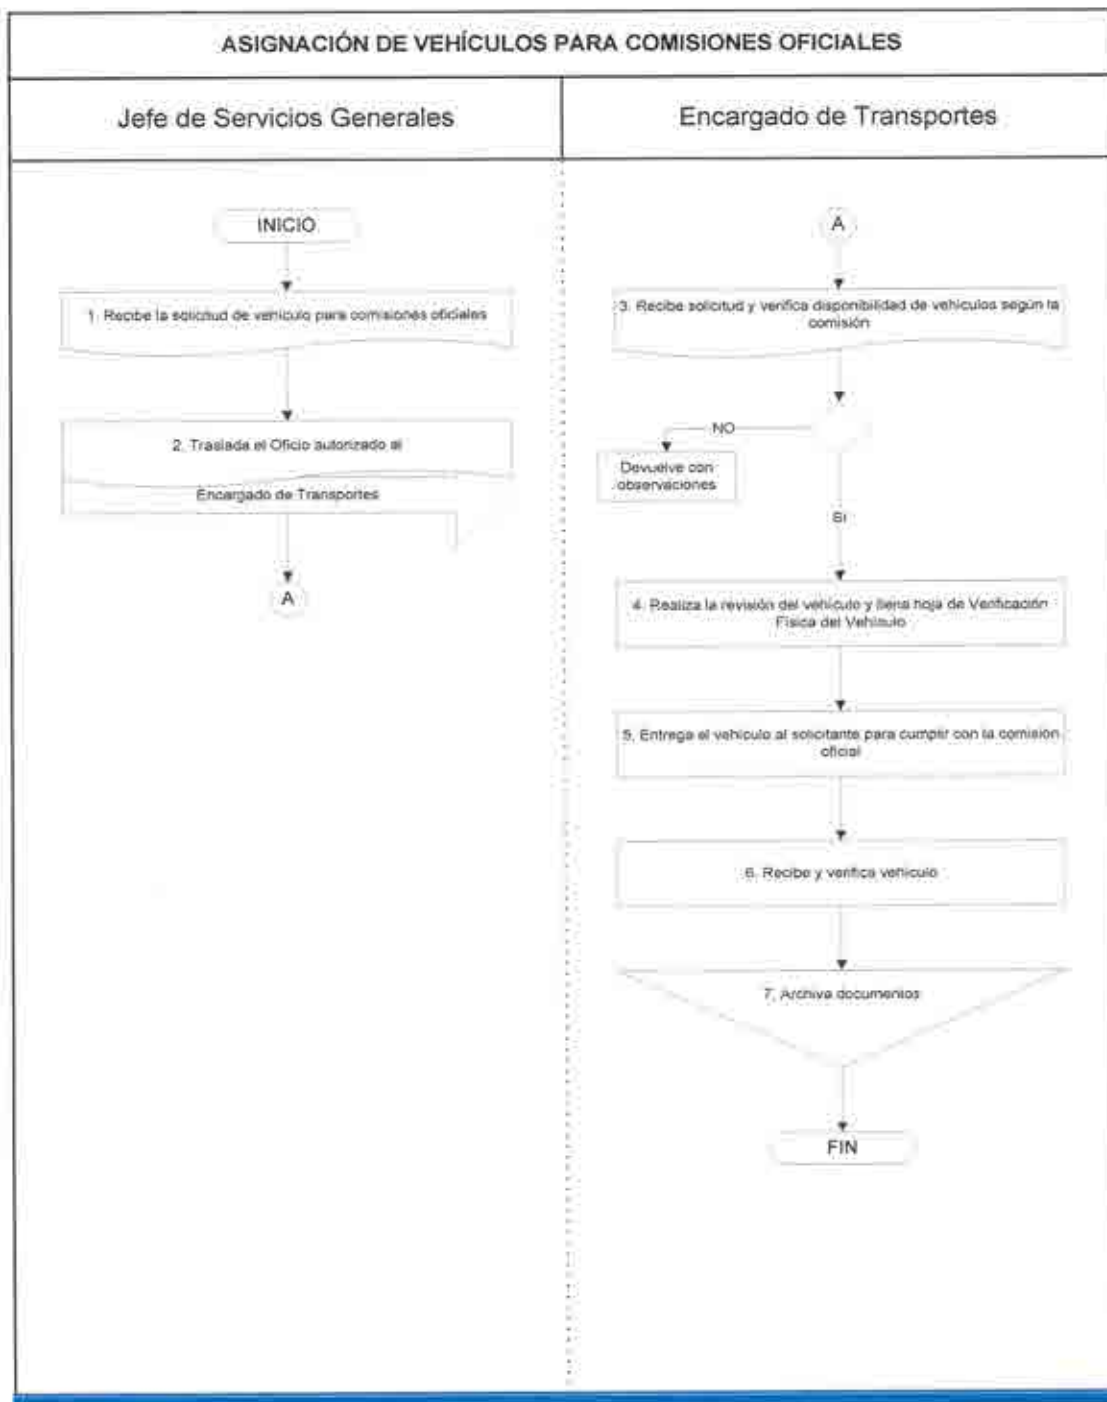 ASIGNACIÓN DE VEHÍCULOS PARA COMISIONES OFICIALES
Jefe de Servicios Generales
Encargado de Transportes
INICIO
1. Recibe la solicitud de vehículo para comisiones oficiales
2. Traslada el Oficio autorizado al
Encargado de Transportes
A
A
3. Recibe solicitud y verifica disponibilidad de vehículos según la
comisión
NO
Devuelve con
observaciones
SI
4. Realiza la revisión del vehículo y llena hoja de Verificación
Física del Vehículo
5. Entrega el vehículo al solicitante para cumplir con la comisión
oficial
6. Recibe y verifica vehículo
7. Archiva documentos
FIN